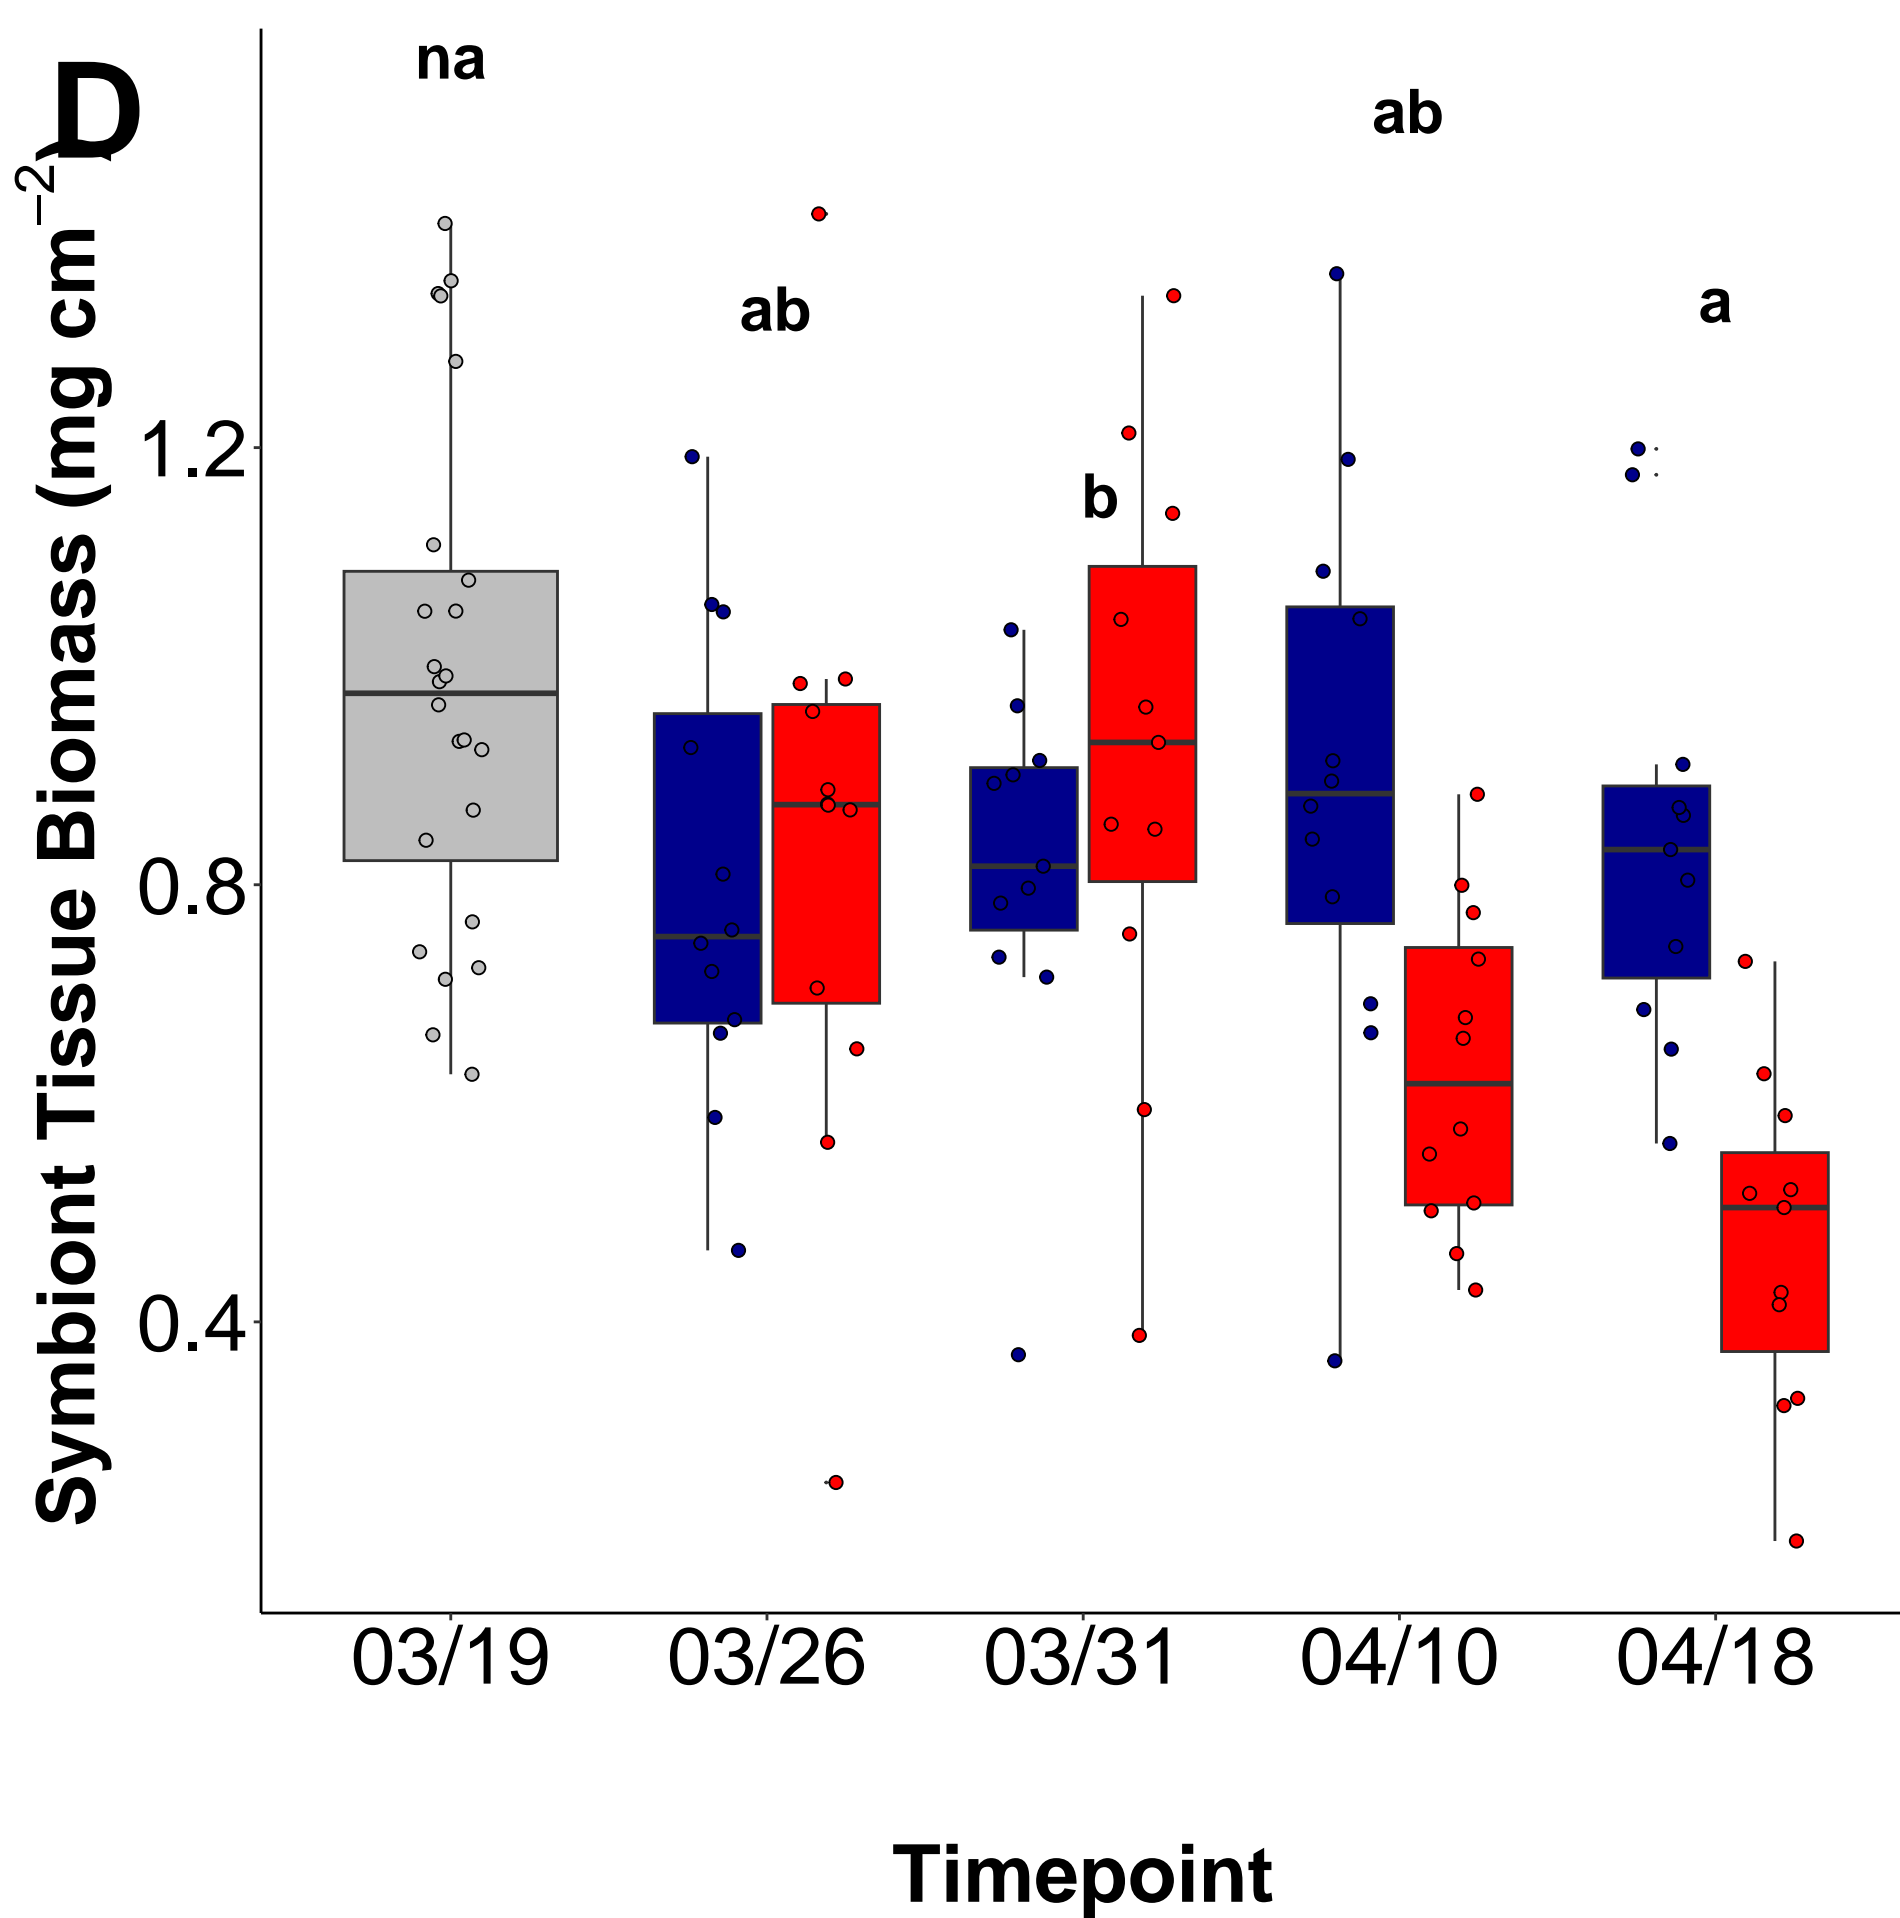 D
na
ab
ab
a
b
Symbiont Tissue Biomass (mg cm −2)
1.2
0.8
0.4
03/19 03/26 03/31 04/10 04/18
Timepoint